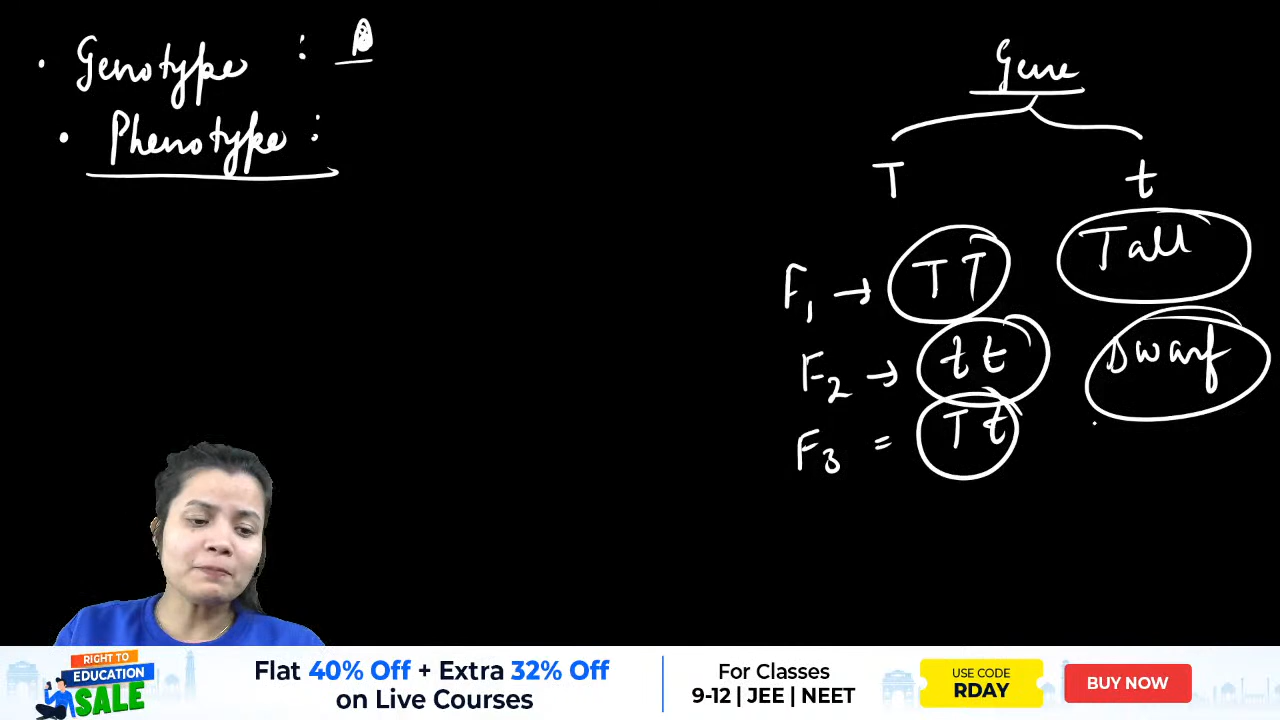 • Genotype :
• Phenotype :
Gene
T t
F1 → TT Tall
F2 → tt Dwarf
F3 = Tt
RIGHT TO
EDUCATION
SALE
Flat 40% Off + Extra 32% Off
on Live Courses
For Classes
9-12 | JEE | NEET
USE CODE
RDAY
BUY NOW